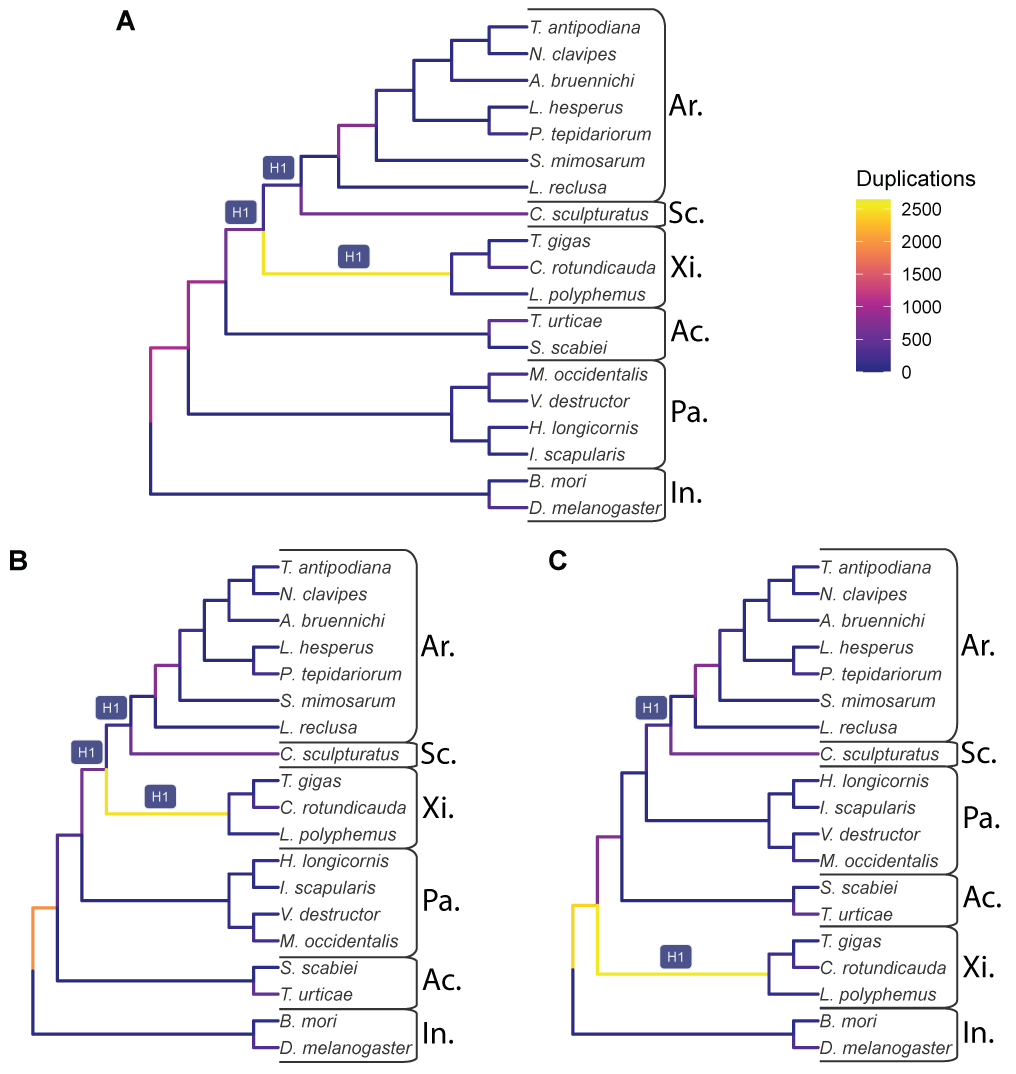 A
T. antipodiana
N. clavipes
A. bruennichi
L. hesperus
P. tepidariorum
S. mimosarum
L. reclusa
Ar.
H1
C. sculpturatus
Sc.
H1
T. gigas
C. rotundicauda
L. polyphemus
Xi.
H1
T. urticae
S. scabiei
Ac.
M. occidentalis
V. destructor
H. longicornis
I. scapularis
Pa.
B. mori
D. melanogaster
In.
Duplications
2500
2000
1500
1000
500
0
B
T. antipodiana
N. clavipes
A. bruennichi
L. hesperus
P. tepidariorum
S. mimosarum
L. reclusa
Ar.
H1
C. sculpturatus
Sc.
H1
T. gigas
C. rotundicauda
L. polyphemus
Xi.
H1
H. longicornis
I. scapularis
V. destructor
M. occidentalis
Pa.
S. scabiei
T. urticae
Ac.
B. mori
D. melanogaster
In.
C
T. antipodiana
N. clavipes
A. bruennichi
L. hesperus
P. tepidariorum
S. mimosarum
L. reclusa
Ar.
H1
C. sculpturatus
Sc.
H. longicornis
I. scapularis
V. destructor
M. occidentalis
Pa.
S. scabiei
T. urticae
Ac.
T. gigas
C. rotundicauda
L. polyphemus
Xi.
H1
B. mori
D. melanogaster
In.